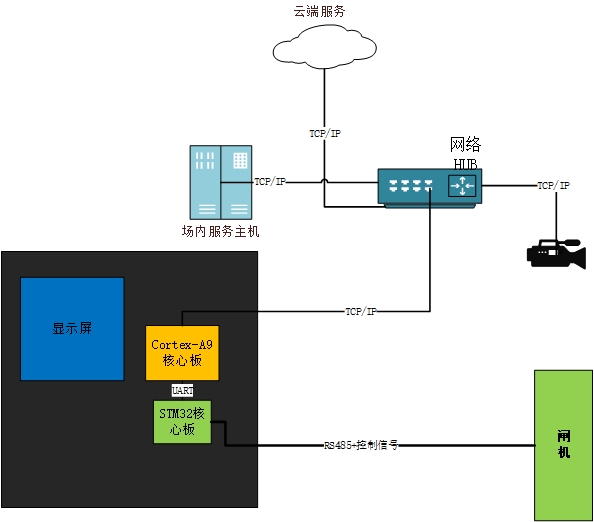 云端服务
TCP/IP
网络
HUB
TCP/IP
TCP/IP
场内服务主机
显示屏
TCP/IP
Cortex-A9
核心板
UART
STM32核
心板
RS485+控制信号
闸
机